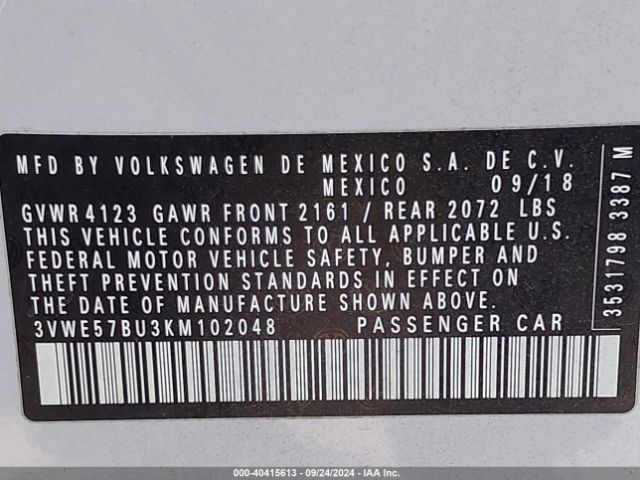 MFD BY VOLKSWAGEN DE MEXICO S.A. DE C.V.
MEXICO 09/18
GVWR 4123 GAWR FRONT 2161 / REAR 2072 LBS
THIS VEHICLE CONFORMS TO ALL APPLICABLE U.S.
FEDERAL MOTOR VEHICLE SAFETY, BUMPER AND
THEFT PREVENTION STANDARDS IN EFFECT ON
THE DATE OF MANUFACTURE SHOWN ABOVE.
3VWE57BU3KM102048 PASSENGER CAR
3531798 3387 M
000-40415613 - 09/24/2024 - IAA Inc.